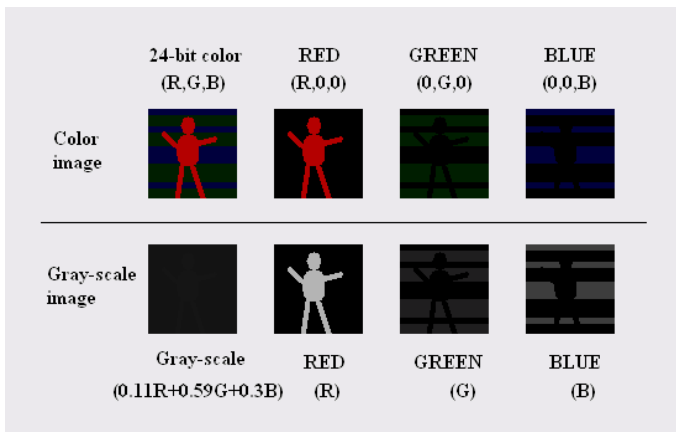 24-bit color RED GREEN BLUE
(R,G,B) (R,0,0) (0,G,0) (0,0,B)
Color
image
Gray-scale
image
Gray-scale RED GREEN BLUE
(0.11R+0.59G+0.3B) (R) (G) (B)